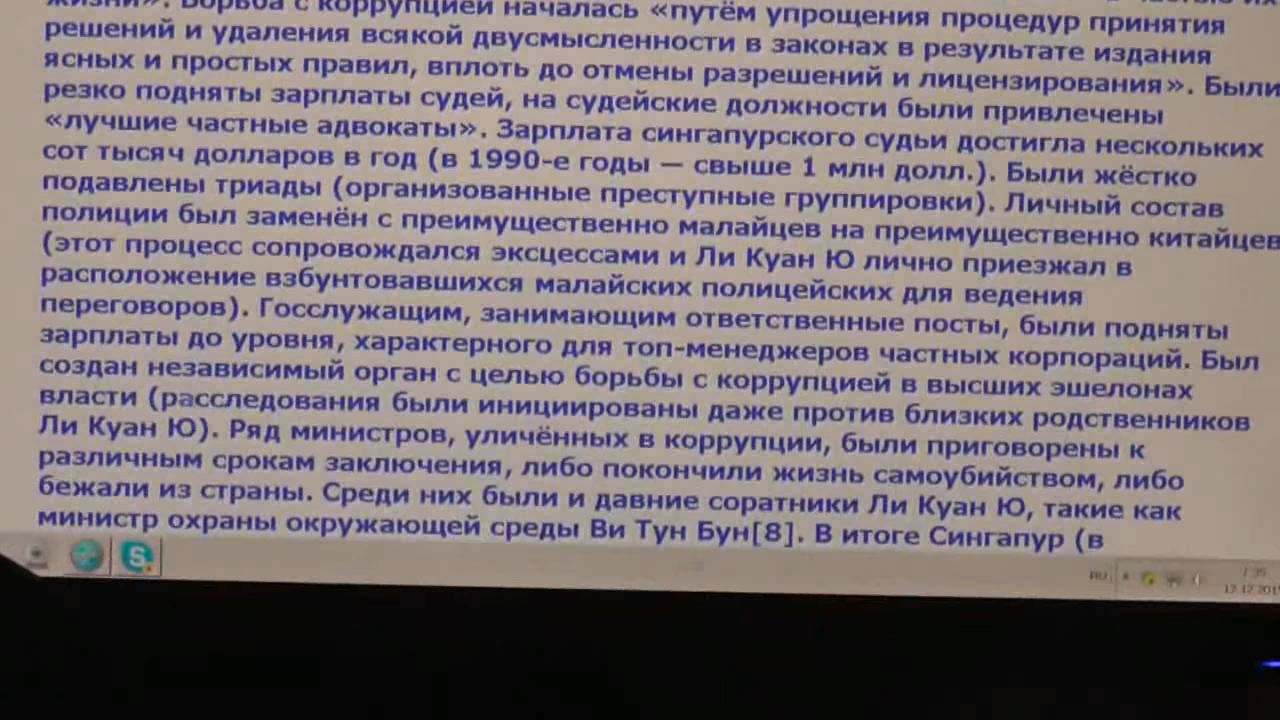 жизни». Борьба с коррупцией началась «путём упрощения процедур принятия
решений и удаления всякой двусмысленности в законах в результате издания
ясных и простых правил, вплоть до отмены разрешений и лицензирования». Были
резко подняты зарплаты судей, на судейские должности были привлечены
«лучшие частные адвокаты». Зарплата сингапурского судьи достигла нескольких
сот тысяч долларов в год (в 1990-е годы — свыше 1 млн долл.). Были жёстко
подавлены триады (организованные преступные группировки). Личный состав
полиции был заменён с преимущественно малайцев на преимущественно китайцев
(этот процесс сопровождался эксцессами и Ли Куан Ю лично приезжал в
расположение взбунтовавшихся малайских полицейских для ведения
переговоров). Госслужащим, занимающим ответственные посты, были подняты
зарплаты до уровня, характерного для топ-менеджеров частных корпораций. Был
создан независимый орган с целью борьбы с коррупцией в высших эшелонах
власти (расследования были инициированы даже против близких родственников
Ли Куан Ю). Ряд министров, уличённых в коррупции, были приговорены к
различным срокам заключения, либо покончили жизнь самоубийством, либо
бежали из страны. Среди них были и давние соратники Ли Куан Ю, такие как
министр охраны окружающей среды Ви Тун Бун[8]. В итоге Сингапур (в
S
RU